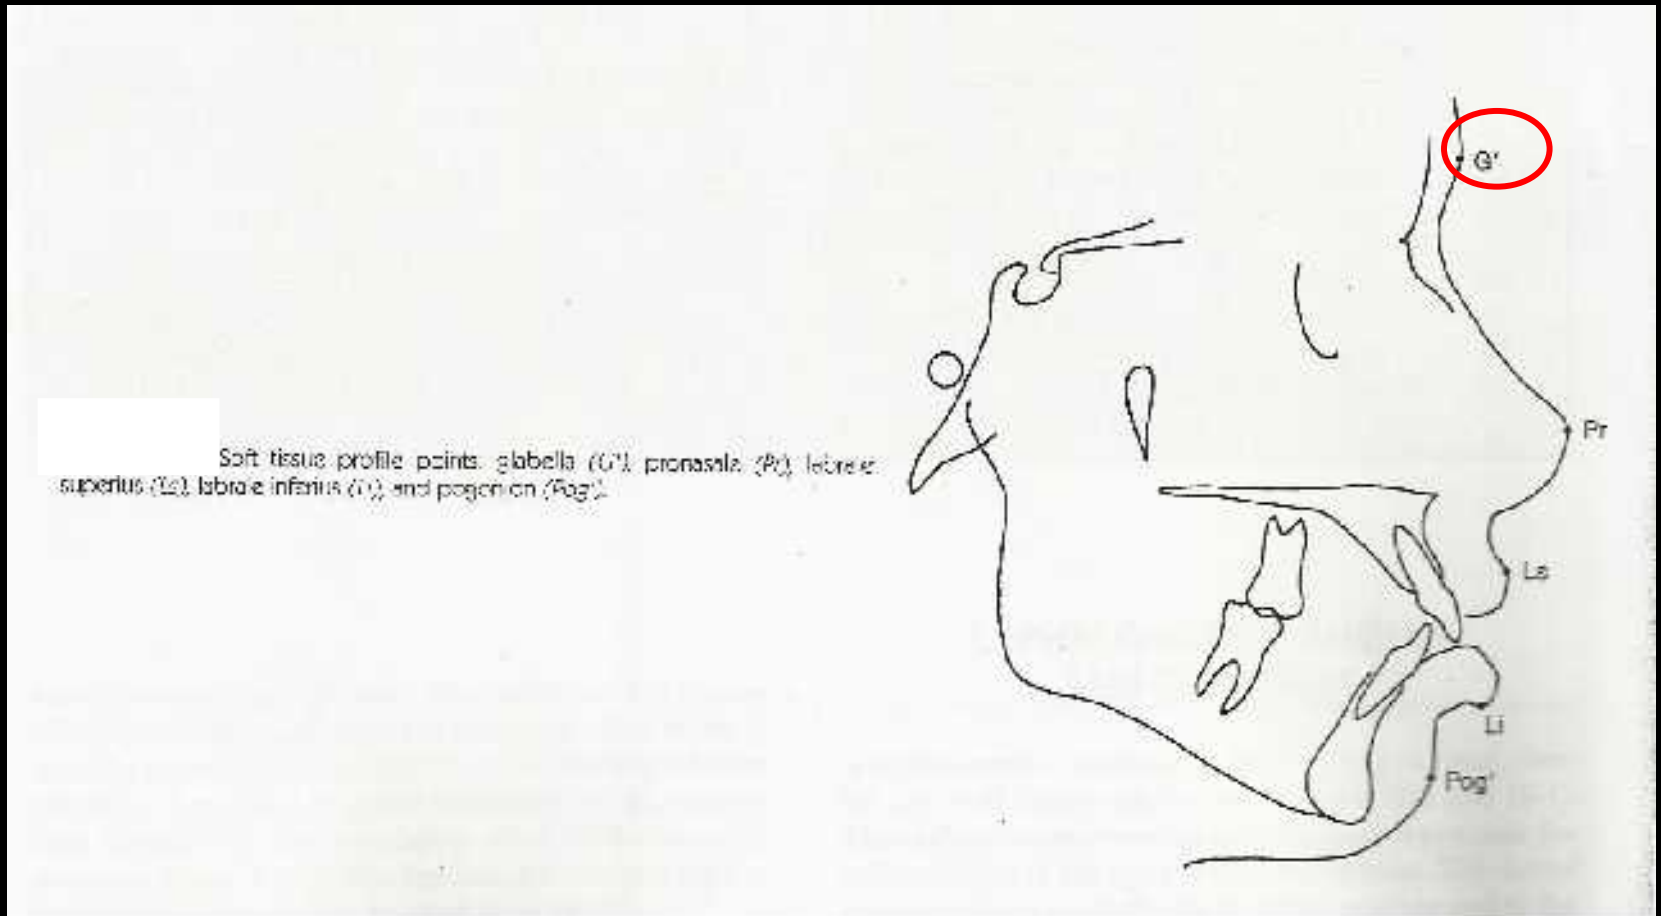 G'
Pr
Soft tissue profile points: glabella (G'), pronasale (Pr), labrale
superius (Ls), labrale inferius (Li), and pogonion (Pog').
Ls
Li
Pog'